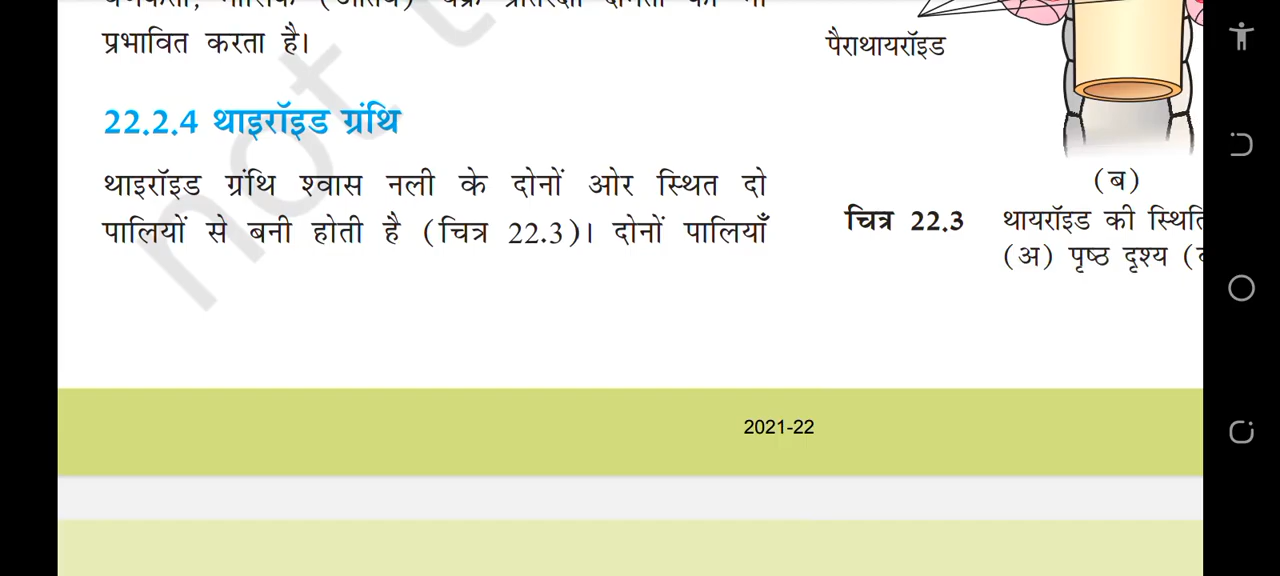 प्रभावित करता है।
पैराथायरॉइड
22.2.4 थाइरॉइड ग्रंथि
थाइरॉइड ग्रंथि श्वास नली के दोनों ओर स्थित दो
पालियों से बनी होती है (चित्र 22.3)। दोनों पालियाँ
(ब)
चित्र 22.3 थायरॉइड की स्थिति
(अ) पृष्ठ दृश्य
not
2021-22